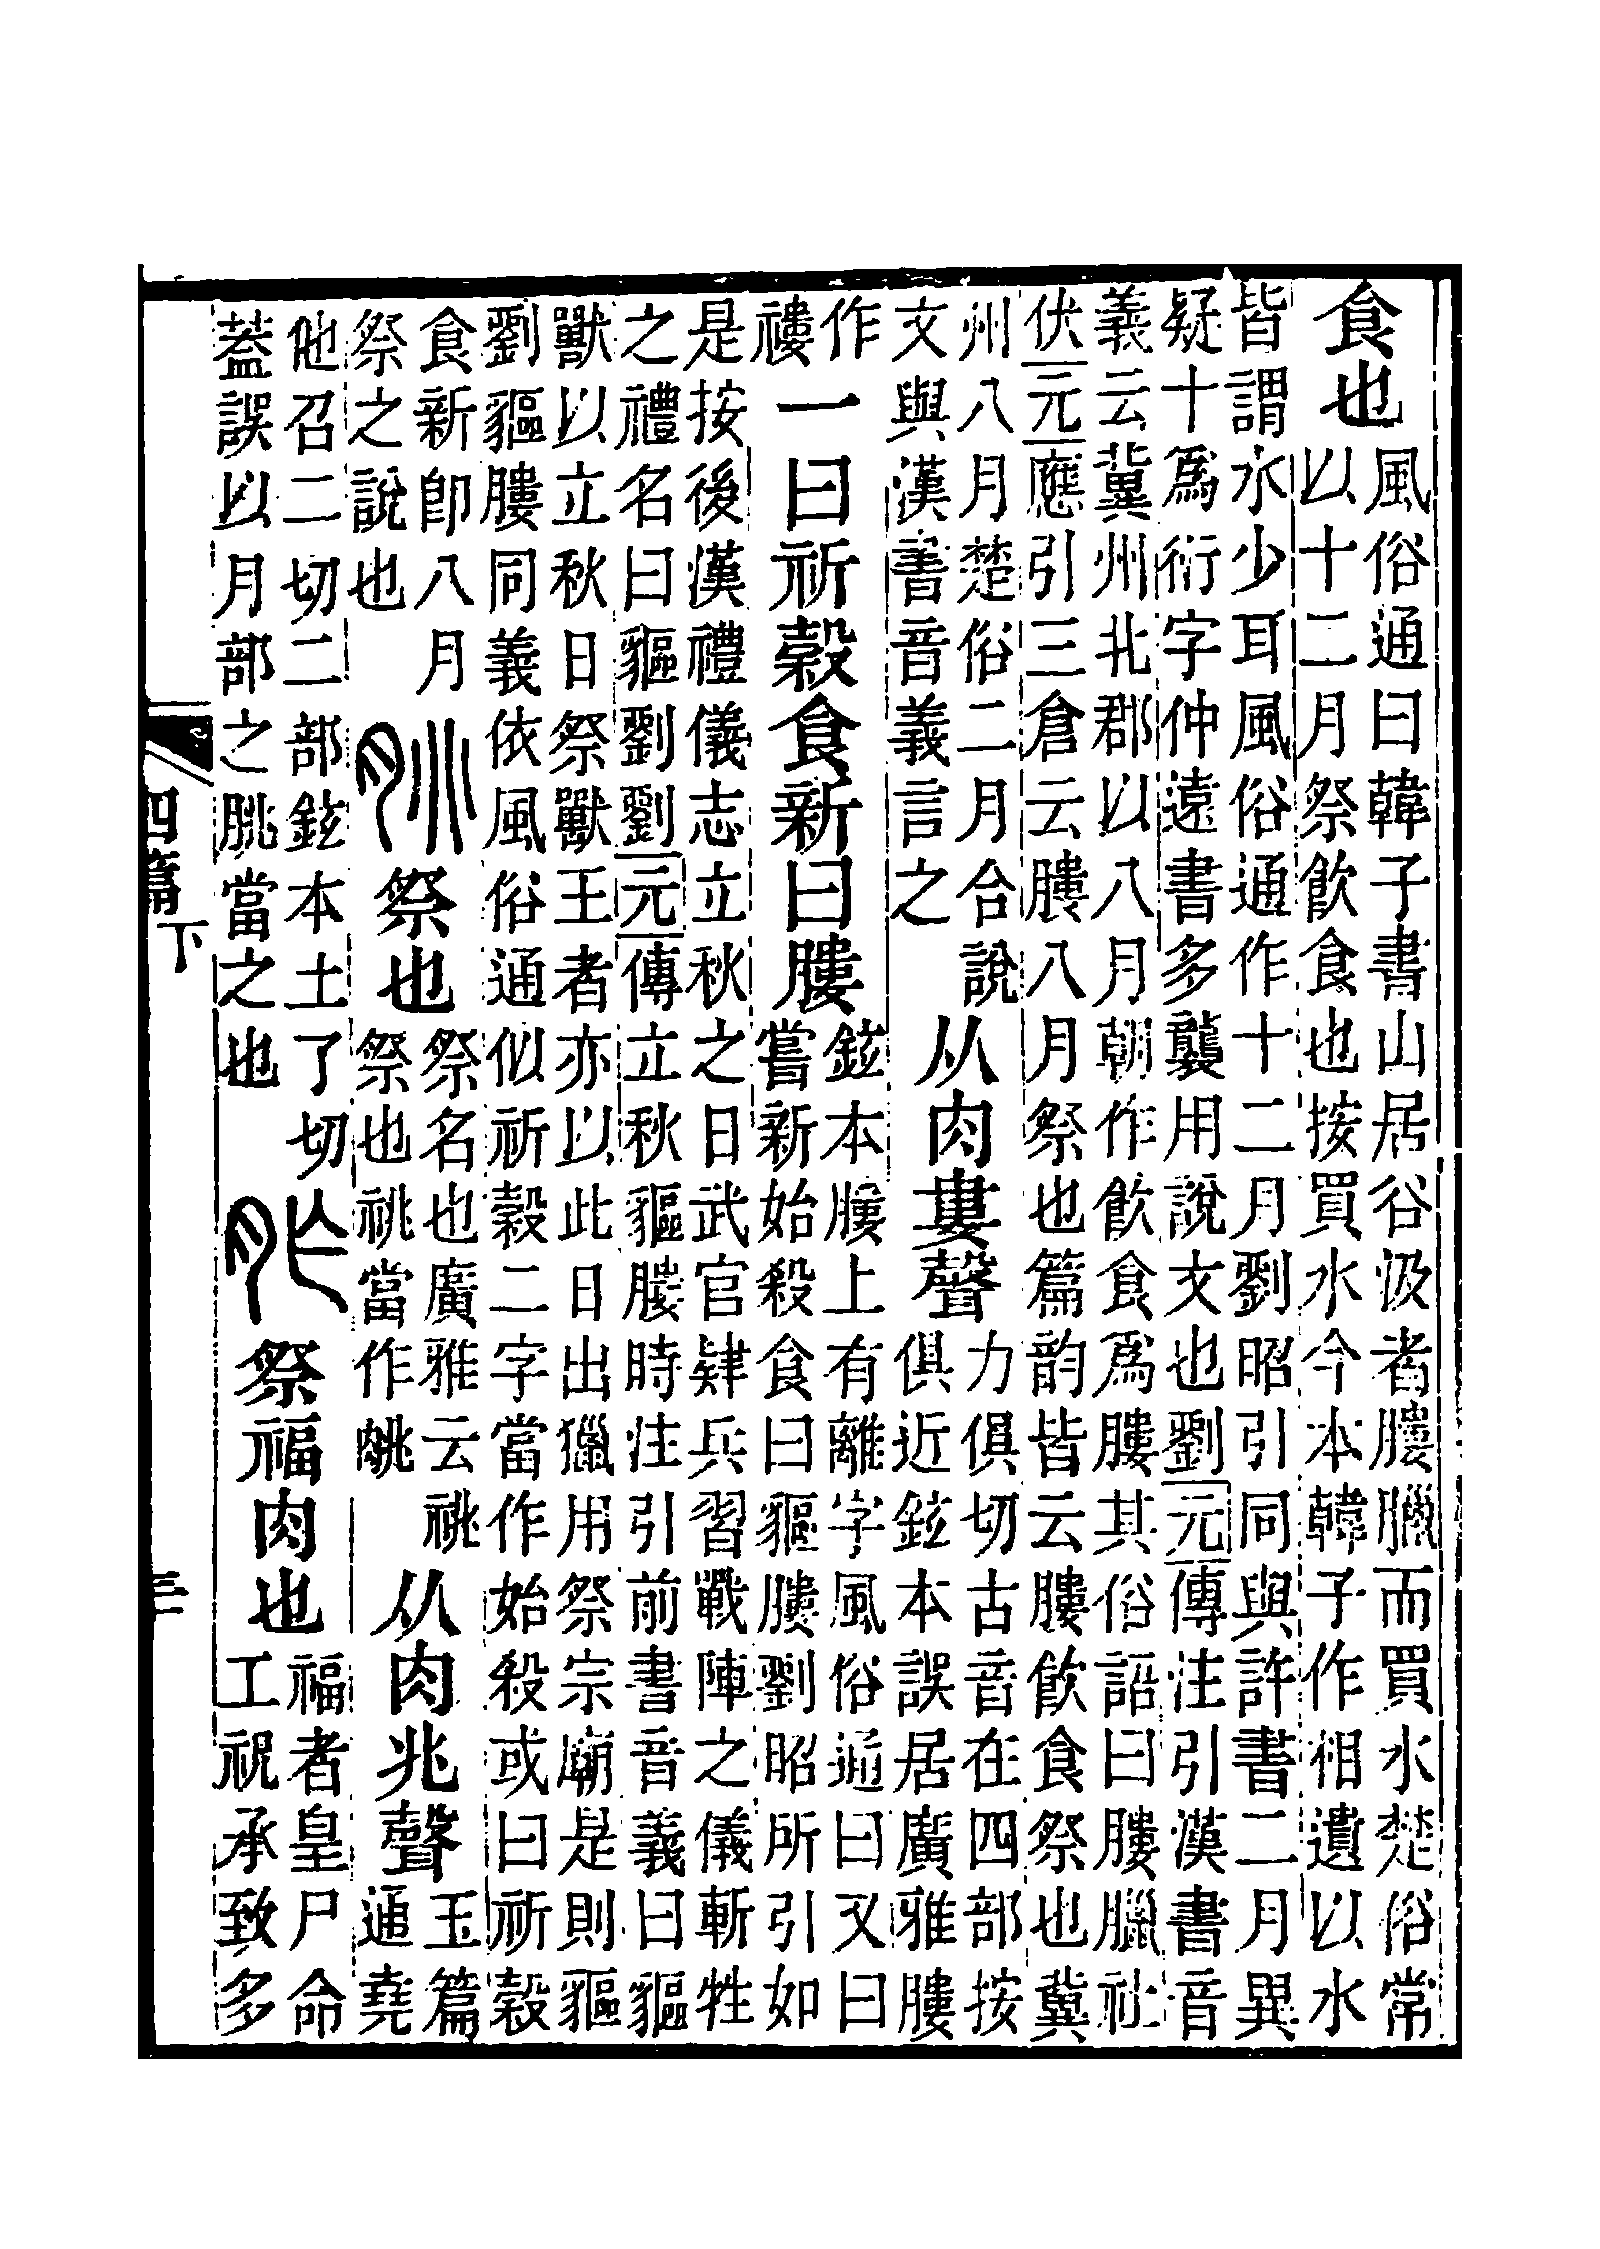 食也
風俗通曰韓子書山居谷汲者膢臘而買水楚俗常
以十二月祭飲食也按買水今本韓子作相遺以水
皆謂水少耳風俗通作十二月劉昭引同與許書二月異
疑十爲衍字仲遠書多襲用說文也劉元傳注引漢書音
義云冀州北郡以八月朝作飮食爲膢其俗語曰膢臘社
伏元應引三倉云膢八月祭也篇韵皆云膢飮食祭也冀
州八月楚俗二月合說
文與漢書音義言之
从肉婁聲
力俱切古音在四部按
俱近鉉本誤居廣雅膢
作
䄛
一曰祈穀食新曰膢
鉉本膢上有離字風俗通曰又曰
嘗新始殺食曰貙膢劉昭所引如
是按後漢禮儀志立秋之日武官肄兵習戰陣之儀斬牲
之禮名曰貙劉劉元傳立秋貙膢時注引前書音義曰貙
獸以立秋日祭獸王者亦以此日出獵用祭宗廟是則貙
劉貙膢同義依風俗通似祈穀二字當作始殺或曰祈穀
食新卽八月
祭之說也
朓
祭也
祭名也廣雅云祧
祭也祧當作朓
从肉兆聲
玉篇
通堯
他召二切二部鉉本土了切
蓋誤以月部之朓當之也
胙
祭福肉也
福者皇尸命
工祝承致多
四篇下
三